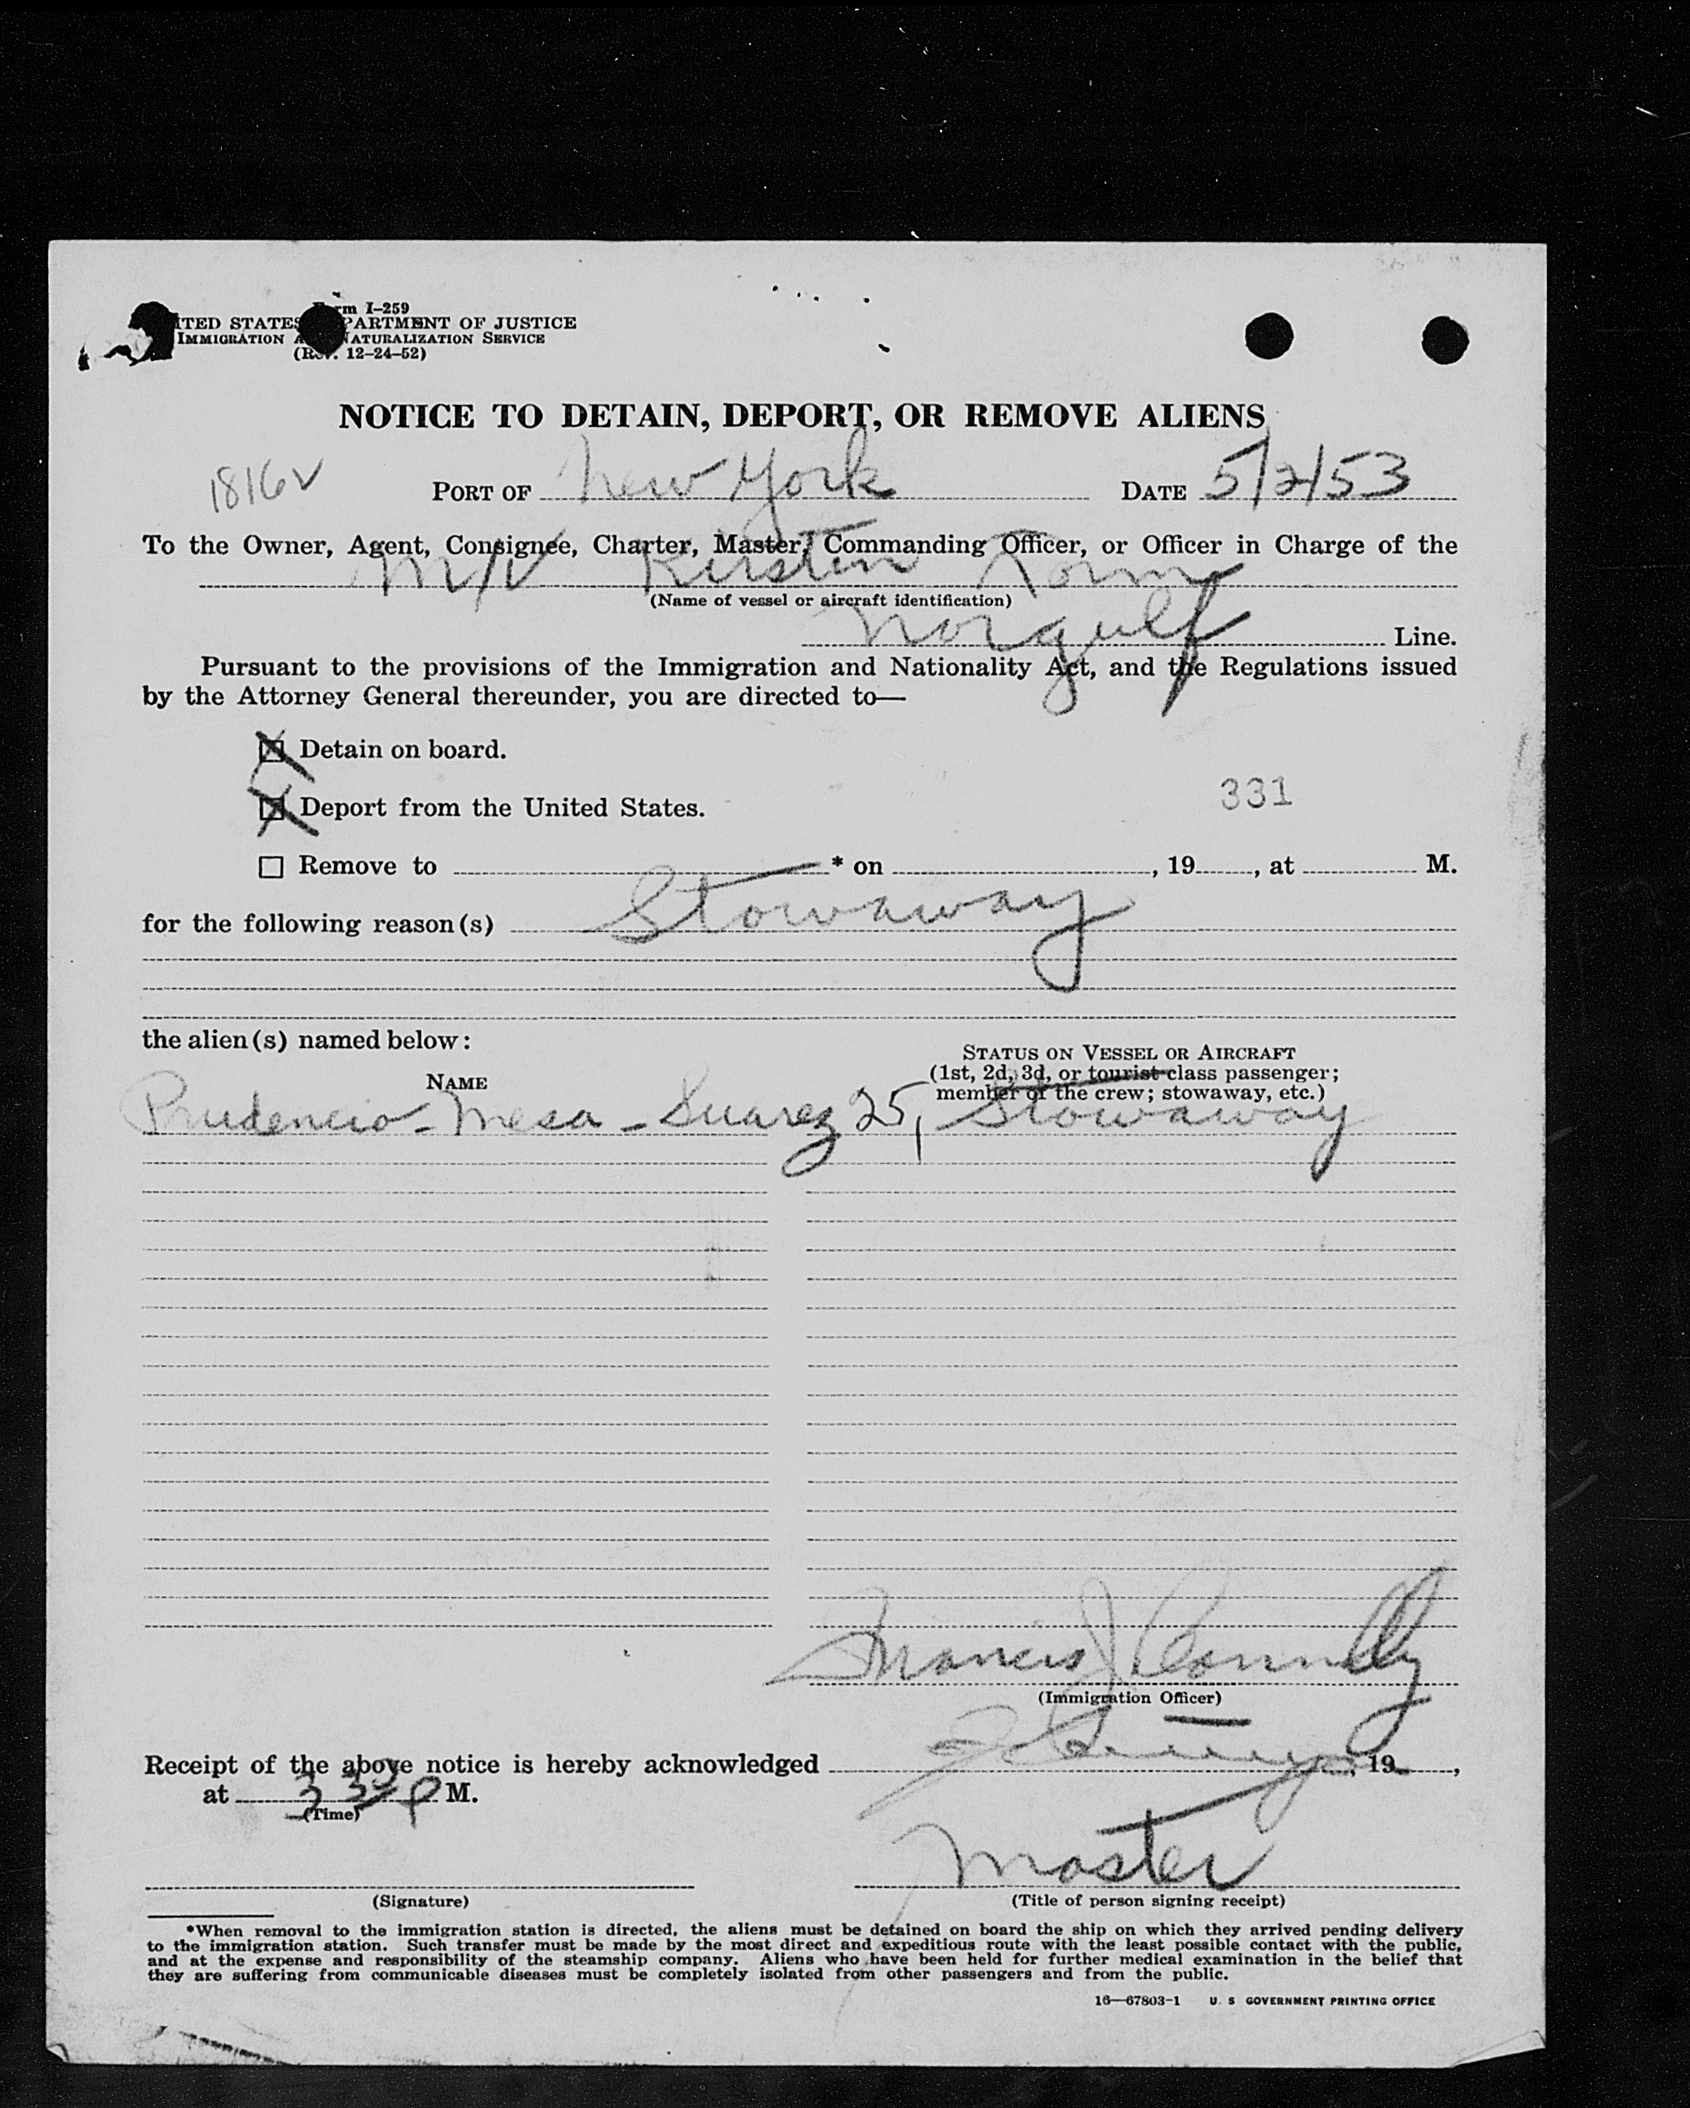 Form I-259
UNITED STATES DEPARTMENT OF JUSTICE
IMMIGRATION AND NATURALIZATION SERVICE
(Rev. 12-24-52)
NOTICE TO DETAIN, DEPORT, OR REMOVE ALIENS
1816 PORT OF New York DATE 5/2/53
To the Owner, Agent, Consignee, Charter, Master, Commanding Officer, or Officer in Charge of the
M/V Kirsten Torm
(Name of vessel or aircraft identification)
Norgulf Line.
Pursuant to the provisions of the Immigration and Nationality Act, and the Regulations issued
by the Attorney General thereunder, you are directed to—
Detain on board.
331
Deport from the United States.
Remove to * on , 19 , at M.
for the following reason(s) Stowaway
the alien(s) named below:
STATUS ON VESSEL OR AIRCRAFT
(1st, 2d, 3d, or tourist class passenger;
NAME
member of the crew; stowaway, etc.)
Prudencio-Mesa-Suarez 25, Stowaway
Francis J Connolly
(Immigration Officer)
Receipt of the above notice is hereby acknowledged , 19 ,
at 3 30 p M.
(Time)
Master
(Signature) (Title of person signing receipt)
*When removal to the immigration station is directed, the aliens must be detained on board the ship on which they arrived pending delivery
to the immigration station. Such transfer must be made by the most direct and expeditious route with the least possible contact with the public,
and at the expense and responsibility of the steamship company. Aliens who have been held for further medical examination in the belief that
they are suffering from communicable diseases must be completely isolated from other passengers and from the public.
16—67803-1 U. S GOVERNMENT PRINTING OFFICE